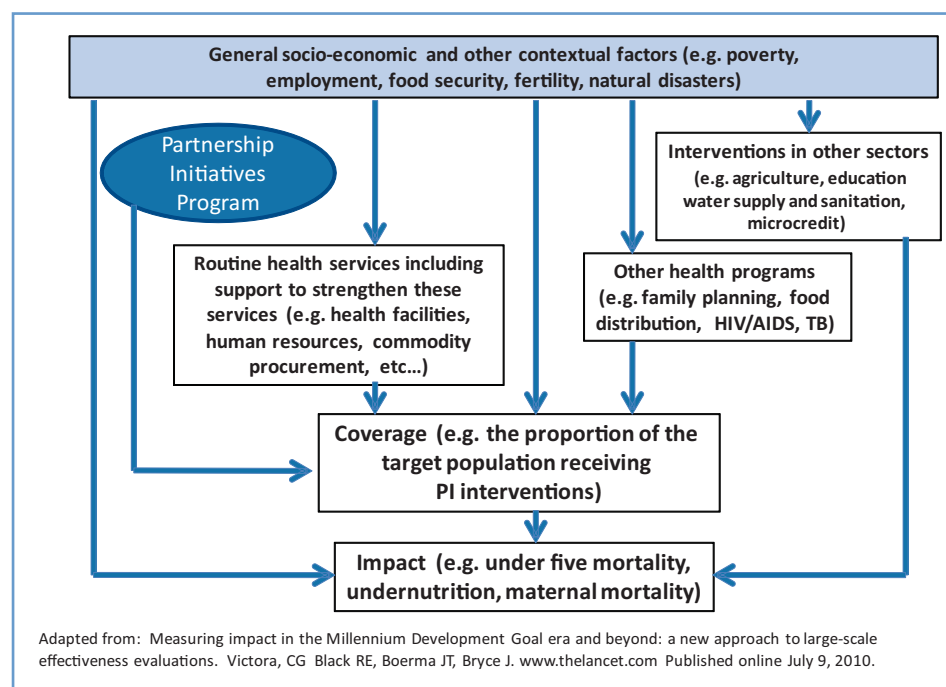 General socio-economic and other contextual factors (e.g. poverty,
employment, food security, fertility, natural disasters)
Partnership
Initiatives
Program
Interventions in other sectors
(e.g. agriculture, education
water supply and sanitation,
microcredit)
Routine health services including
support to strengthen these
services (e.g. health facilities,
human resources, commodity
procurement, etc...)
Other health programs
(e.g. family planning, food
distribution, HIV/AIDS, TB)
Coverage (e.g. the proportion of the
target population receiving
PI interventions)
Impact (e.g. under five mortality,
undernutrition, maternal mortality)
Adapted from: Measuring impact in the Millennium Development Goal era and beyond: a new approach to large-scale
effectiveness evaluations. Victora, CG Black RE, Boerma JT, Bryce J. www.thelancet.com Published online July 9, 2010.